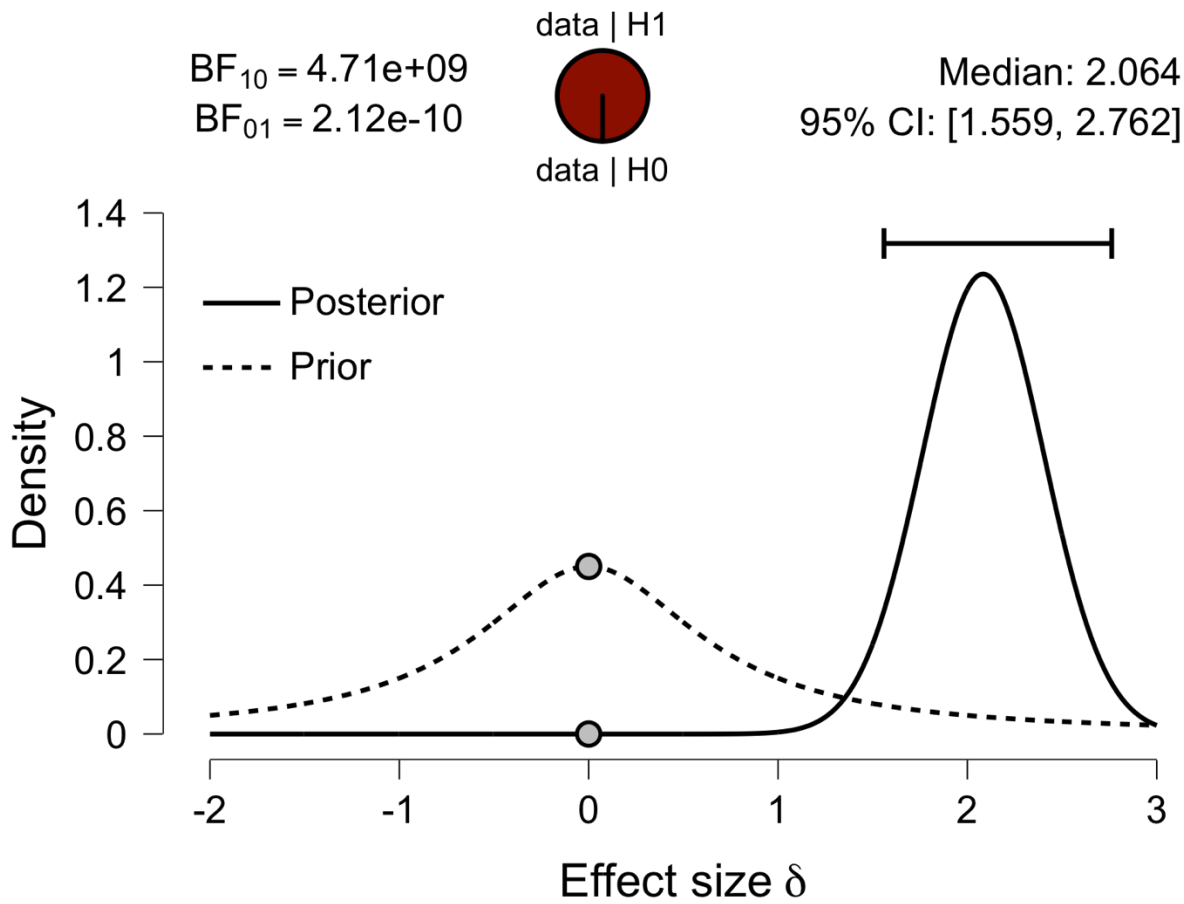 data | H1
BF₁₀ = 4.71e+09
BF₀₁ = 2.12e-10
Median: 2.064
95% CI: [1.559, 2.762]
data | H0
1.4
1.2
1
0.8
0.6
0.4
0.2
0
Density
Posterior
Prior
-2 -1 0 1 2 3
Effect size δ